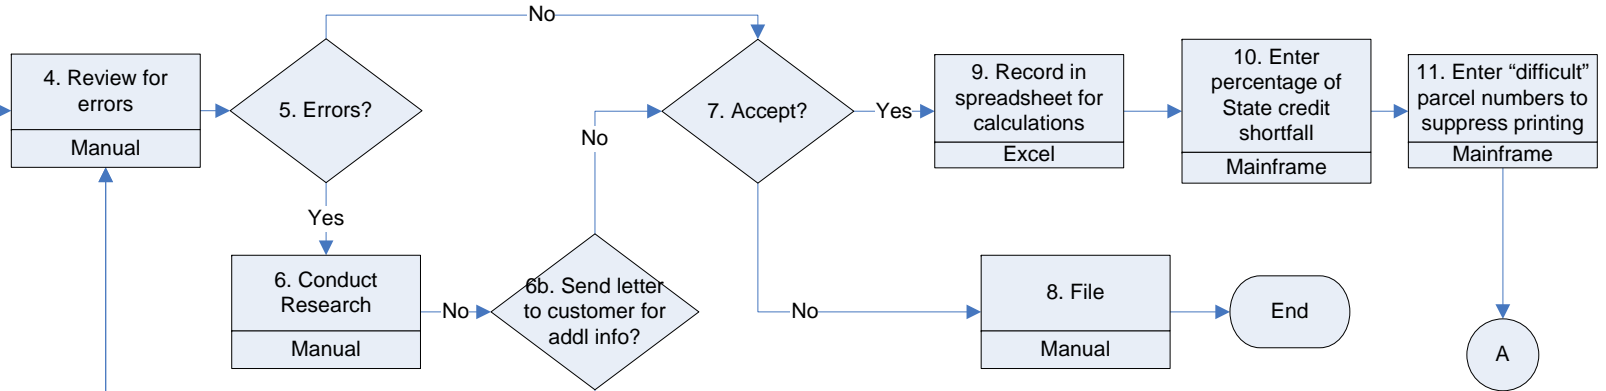 No
4. Review for
errors
Manual
5. Errors?
No
7. Accept?
Yes
9. Record in
spreadsheet for
calculations
Excel
10. Enter
percentage of
State credit
shortfall
Mainframe
11. Enter “difficult”
parcel numbers to
suppress printing
Mainframe
Yes
6. Conduct
Research
Manual
No
6b. Send letter
to customer for
addl info?
No
8. File
Manual
End
A